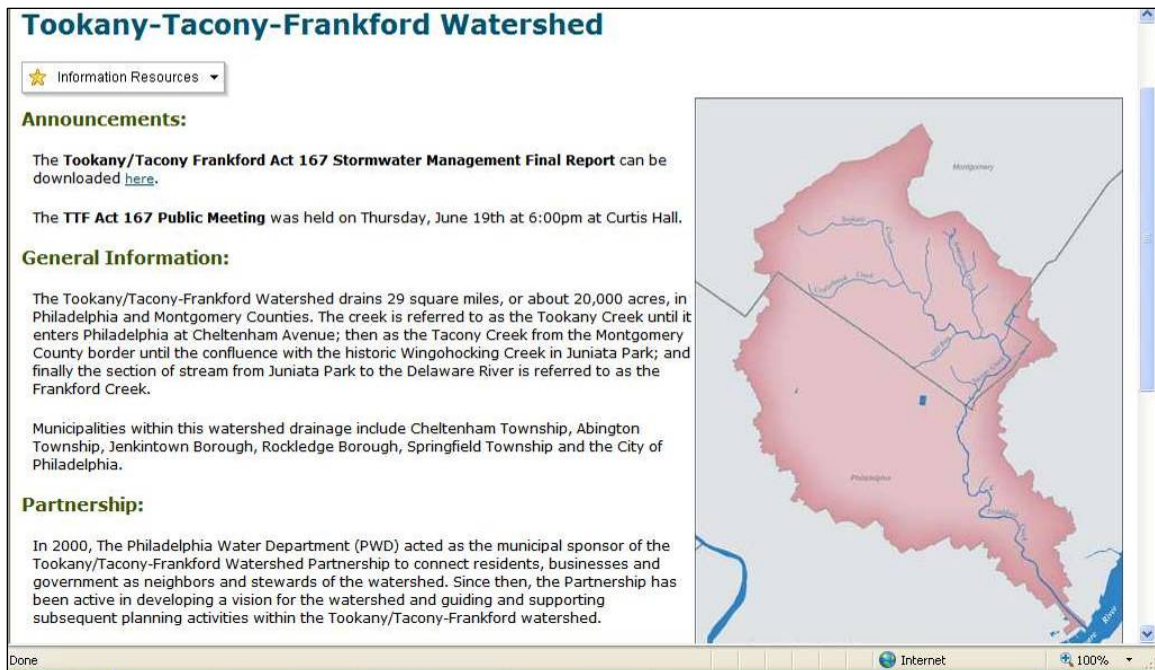 Tookany-Tacony-Frankford Watershed
Information Resources
Announcements:
The Tookany/Tacony Frankford Act 167 Stormwater Management Final Report can be
downloaded here.
The TTF Act 167 Public Meeting was held on Thursday, June 19th at 6:00pm at Curtis Hall.
General Information:
The Tookany/Tacony-Frankford Watershed drains 29 square miles, or about 20,000 acres, in
Philadelphia and Montgomery Counties. The creek is referred to as the Tookany Creek until it
enters Philadelphia at Cheltenham Avenue; then as the Tacony Creek from the Montgomery
County border until the confluence with the historic Wingohocking Creek in Juniata Park; and
finally the section of stream from Juniata Park to the Delaware River is referred to as the
Frankford Creek.
Municipalities within this watershed drainage include Cheltenham Township, Abington
Township, Jenkintown Borough, Rockledge Borough, Springfield Township and the City of
Philadelphia.
Partnership:
In 2000, The Philadelphia Water Department (PWD) acted as the municipal sponsor of the
Tookany/Tacony-Frankford Watershed Partnership to connect residents, businesses and
government as neighbors and stewards of the watershed. Since then, the Partnership has
been active in developing a vision for the watershed and guiding and supporting
subsequent planning activities within the Tookany/Tacony-Frankford watershed.
Montgomery
Creek
Creek
Philadelphia
Frankford
Creek
River
Done
Internet
100%